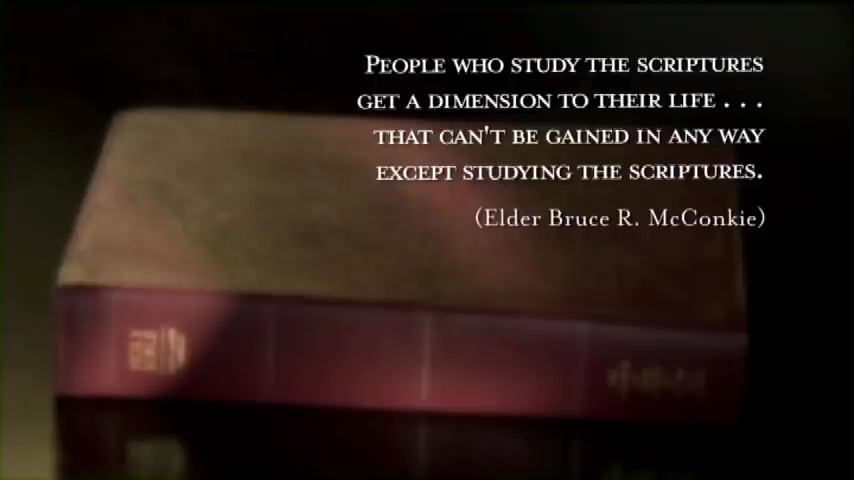 PEOPLE WHO STUDY THE SCRIPTURES
GET A DIMENSION TO THEIR LIFE . . .
THAT CAN'T BE GAINED IN ANY WAY
EXCEPT STUDYING THE SCRIPTURES.
(Elder Bruce R. McConkie)